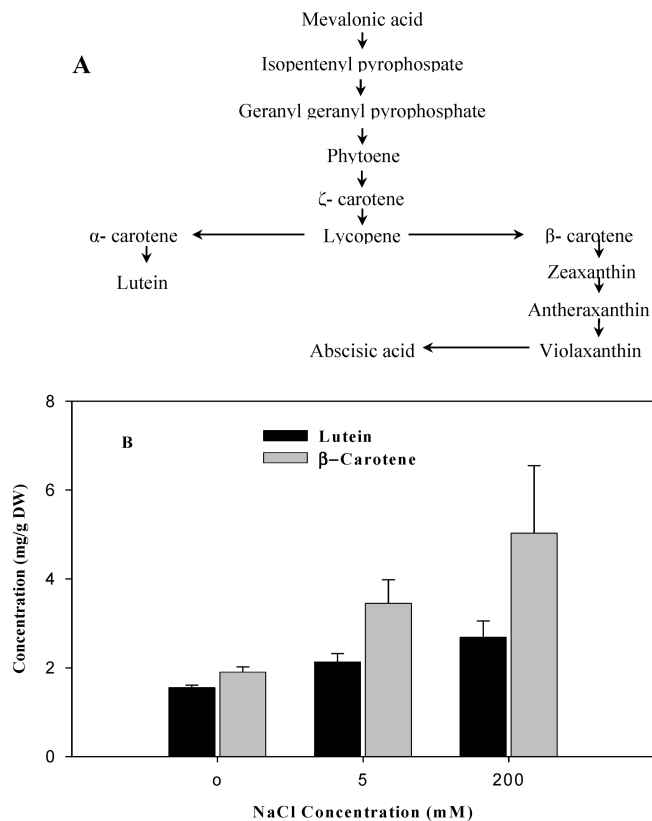 Mevalonic acid
A
Isopentenyl pyrophospate
Geranyl geranyl pyrophosphate
Phytoene
ζ- carotene
α- carotene Lycopene β- carotene
Lutein Zeaxanthin
Antheraxanthin
Abscisic acid Violaxanthin
8
B
Lutein
β–Carotene
6
4
2
0
Concentration (mg/g DW)
o 5 200
NaCl Concentration (mM)